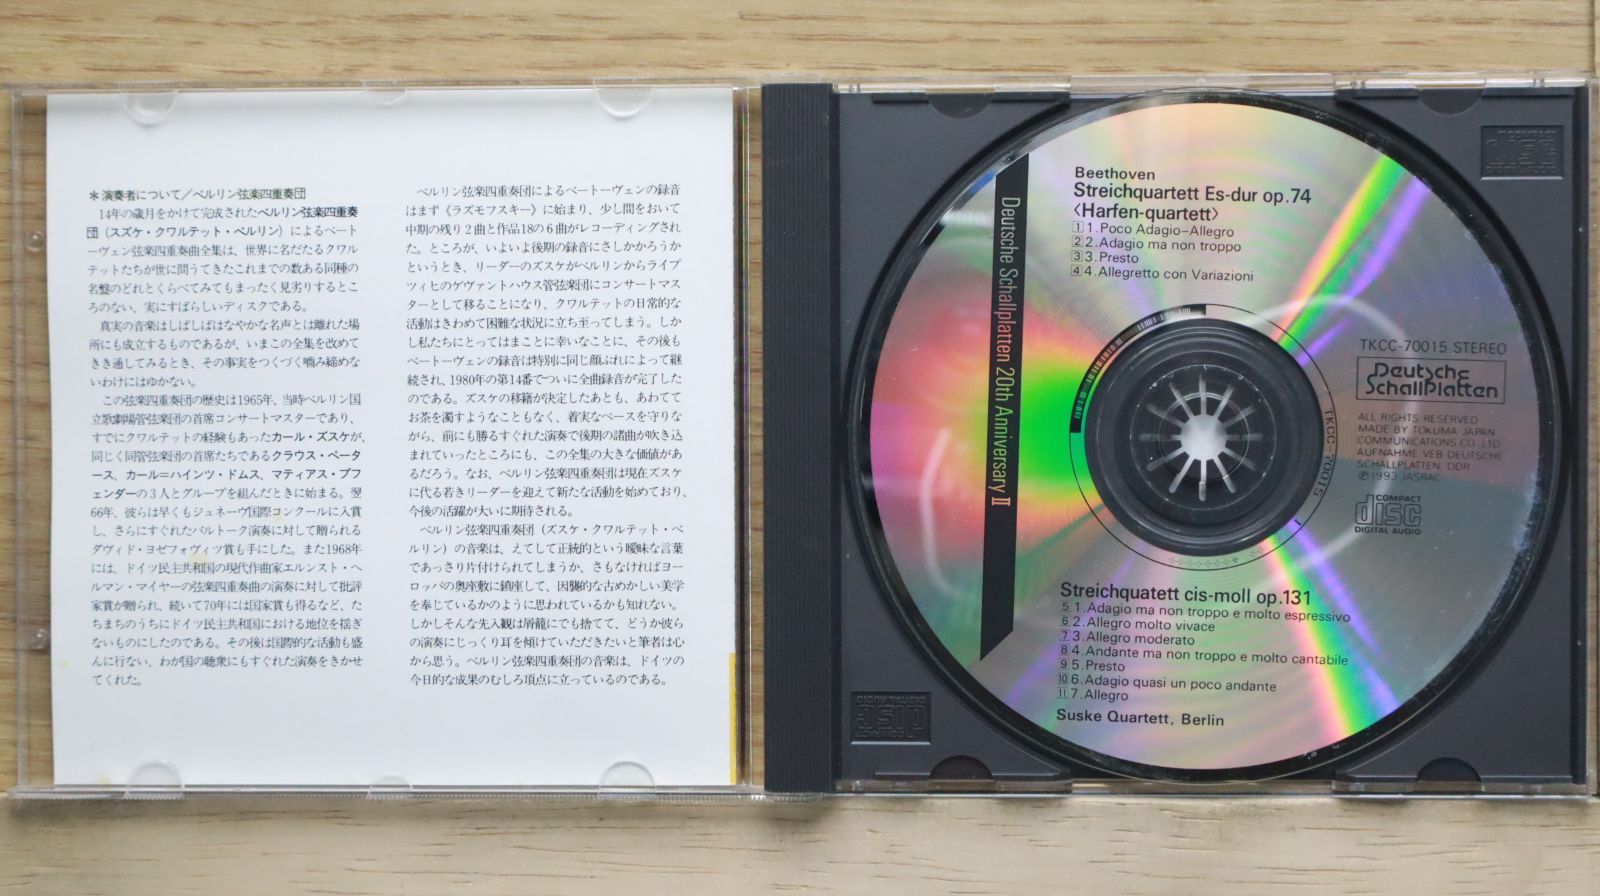 ＊演奏者について／ベルリン弦楽四重奏団
14年の歳月をかけて完成されたベルリン弦楽四重奏
団（スズケ・クワルテット・ベルリン）によるベート
ーヴェン弦楽四重奏曲全集は、世界に名だたるクワル
テットたちが世に問うてきたこれまでの数ある同種の
名盤のどれとくらべてみてもまったく見劣りするとこ
ろのない、実にすばらしいディスクである。
真実の音楽はしばしばはなやかな名声とは離れた場
所にも成立するものであるが、いまこの全集を改めて
きき通してみるとき、その事実をつくづく噛み締めな
いわけにはゆかない。
この弦楽四重奏団の歴史は1965年、当時ベルリン国
立歌劇場管弦楽団の首席コンサートマスターであり、
すでにクワルテットの経験もあったカール・ズスケが、
同じく同管弦楽団の首席たちであるクラウス・ペータ
ース、カール＝ハインツ・ドムス、マティアス・プフ
ェンダーの３人とグループを組んだときに始まる。翌
66年、彼らは早くもジュネーヴ国際コンクールに入賞
し、さらにすぐれたバルトーク演奏に対して贈られる
ダヴィド・ヨゼフォヴィツ賞も手にした。また1968年
には、ドイツ民主共和国の現代作曲家エルンスト・ヘ
ルマン・マイヤーの弦楽四重奏曲の演奏に対して批評
家賞が贈られ、続いて70年には国家賞も得るなど、た
ちまちのうちにドイツ民主共和国における地位を揺ぎ
ないものにしたのである。その後は国際的な活動も盛
んに行ない、わが国の聴衆にもすぐれた演奏をきかせ
てくれた。
ベルリン弦楽四重奏団によるベートーヴェンの録音
はまず《ラズモフスキー》に始まり、少し間をおいて
中期の残り２曲と作品18の６曲がレコーディングされ
た。ところが、いよいよ後期の録音にさしかかろうか
というとき、リーダーのズスケがベルリンからライプ
ツィヒのゲヴァントハウス管弦楽団にコンサートマス
ターとして移ることになり、クワルテットの日常的な
活動はきわめて困難な状況に立ち至ってしまう。しか
し私たちにとってはまことに幸いなことに、その後も
ベートーヴェンの録音は特別に同じ顔ぶれによって継
続され、1980年の第14番でついに全曲録音が完了した
のである。ズスケの移籍が決定したあとも、あわてて
お茶を濁すようなこともなく、着実なペースを守りな
がら、前にも勝るすぐれた演奏で後期の諸曲が吹き込
まれていったところにも、この全集の大きな価値があ
るだろう。なお、ベルリン弦楽四重奏団は現在ズスケ
に代る若きリーダーを迎えて新たな活動を始めており、
今後の活躍が大いに期待される。
ベルリン弦楽四重奏団（ズスケ・クワルテット・ベ
ルリン）の音楽は、えてして正統的という曖昧な言葉
であっさり片付けられてしまうか、さもなければヨー
ロッパの奥座敷に鎮座して、因襲的な古めかしい美学
を奉じているかのように思われているかも知れない。
しかしそんな先入観は屑籠にでも捨てて、どうか彼ら
の演奏にじっくり耳を傾けていただきたいと筆者は心
から思う。ベルリン弦楽四重奏団の音楽は、ドイツの
今日的な成果のむしろ頂点に立っているのである。
Deutsche Schallplatten 20th Anniversary II
Beethoven
Streichquartett Es-dur op.74
〈Harfen-quartett〉
1 1.Poco Adagio–Allegro
2 2.Adagio ma non troppo
3 3.Presto
4 4.Allegretto con Variazioni
TKCC-70015 STEREO
Deutsche
SchallPlatten
ALL RIGHTS RESERVED
MADE BY TOKUMA JAPAN
COMMUNICATIONS CO.,LTD.
AUFNAHME VEB DEUTSCHE
SCHALLPLATTEN, DDR
℗1993 JASRAC
COMPACT
disc
DIGITAL AUDIO
TKCC-70015
Streichquatett cis-moll op.131
5 1.Adagio ma non troppo e molto espressivo
6 2.Allegro molto vivace
7 3.Allegro moderato
8 4.Andante ma non troppo e molto cantabile
9 5.Presto
10 6.Adagio quasi un poco andante
11 7.Allegro
Suske Quartett, Berlin